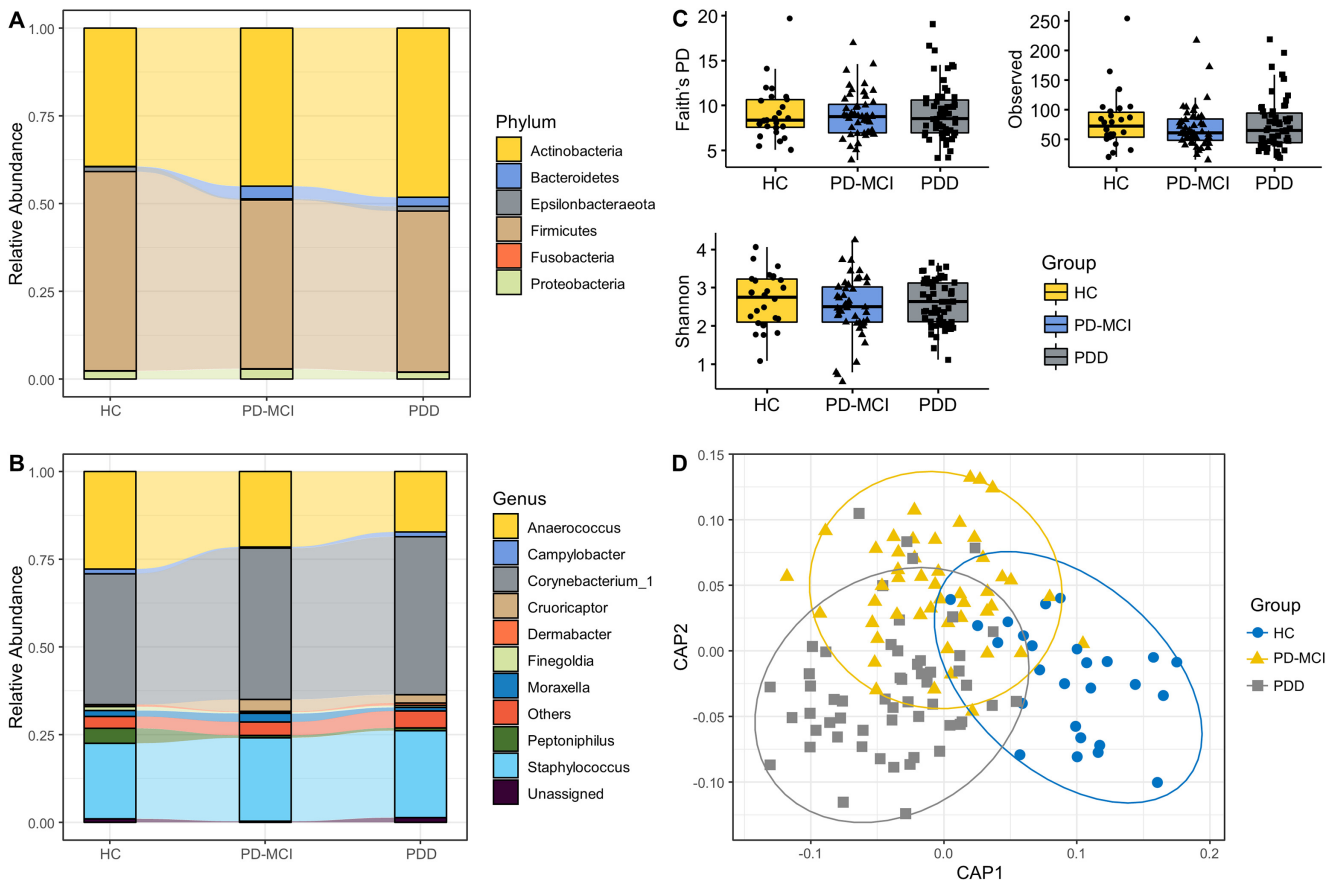 A
1.00
0.75
0.50
0.25
0.00
Relative Abundance
HC
PD-MCI
PDD
Phylum
Actinobacteria
Bacteroidetes
Epsilonbacteraeota
Firmicutes
Fusobacteria
Proteobacteria
C
20
15
10
5
Faith's PD
HC
PD-MCI
PDD
250
200
150
100
50
Observed
HC
PD-MCI
PDD
4
3
2
1
Shannon
HC
PD-MCI
PDD
Group
HC
PD-MCI
PDD
B
1.00
0.75
0.50
0.25
0.00
Relative Abundance
HC
PD-MCI
PDD
Genus
Anaerococcus
Campylobacter
Corynebacterium_1
Cruoricaptor
Dermabacter
Finegoldia
Moraxella
Others
Peptoniphilus
Staphylococcus
Unassigned
D
0.15
0.10
0.05
0.00
-0.05
-0.10
CAP2
-0.1
0.0
0.1
0.2
CAP1
Group
HC
PD-MCI
PDD